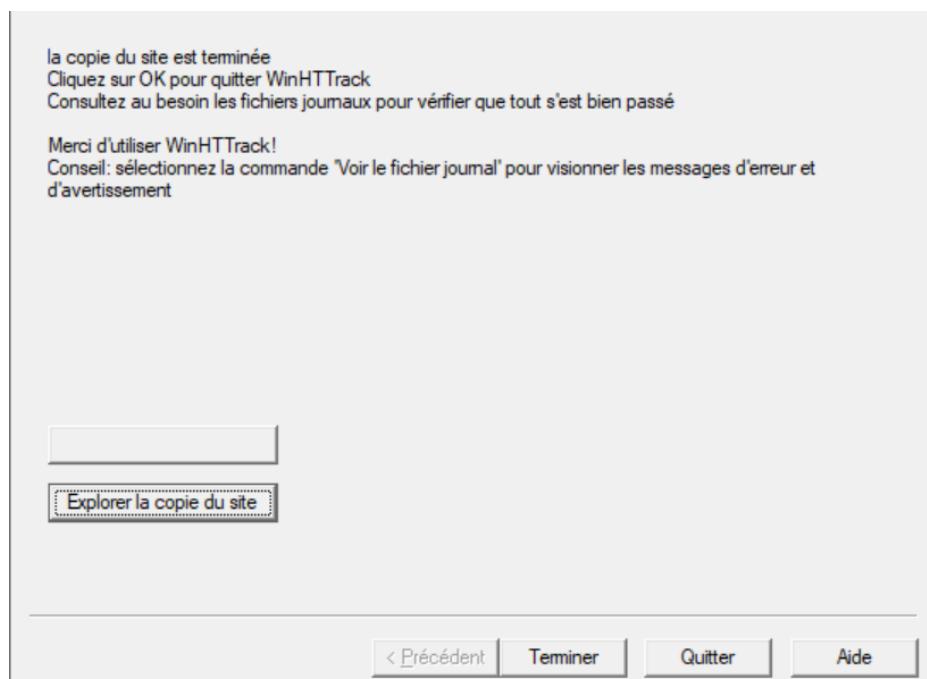 la copie du site est terminée
Cliquez sur OK pour quitter WinHTTrack
Consultez au besoin les fichiers journaux pour vérifier que tout s'est bien passé
Merci d'utiliser WinHTTrack!
Conseil: sélectionnez la commande 'Voir le fichier journal' pour visionner les messages d'erreur et
d'avertissement
Explorer la copie du site
< Précédent Terminer Quitter Aide